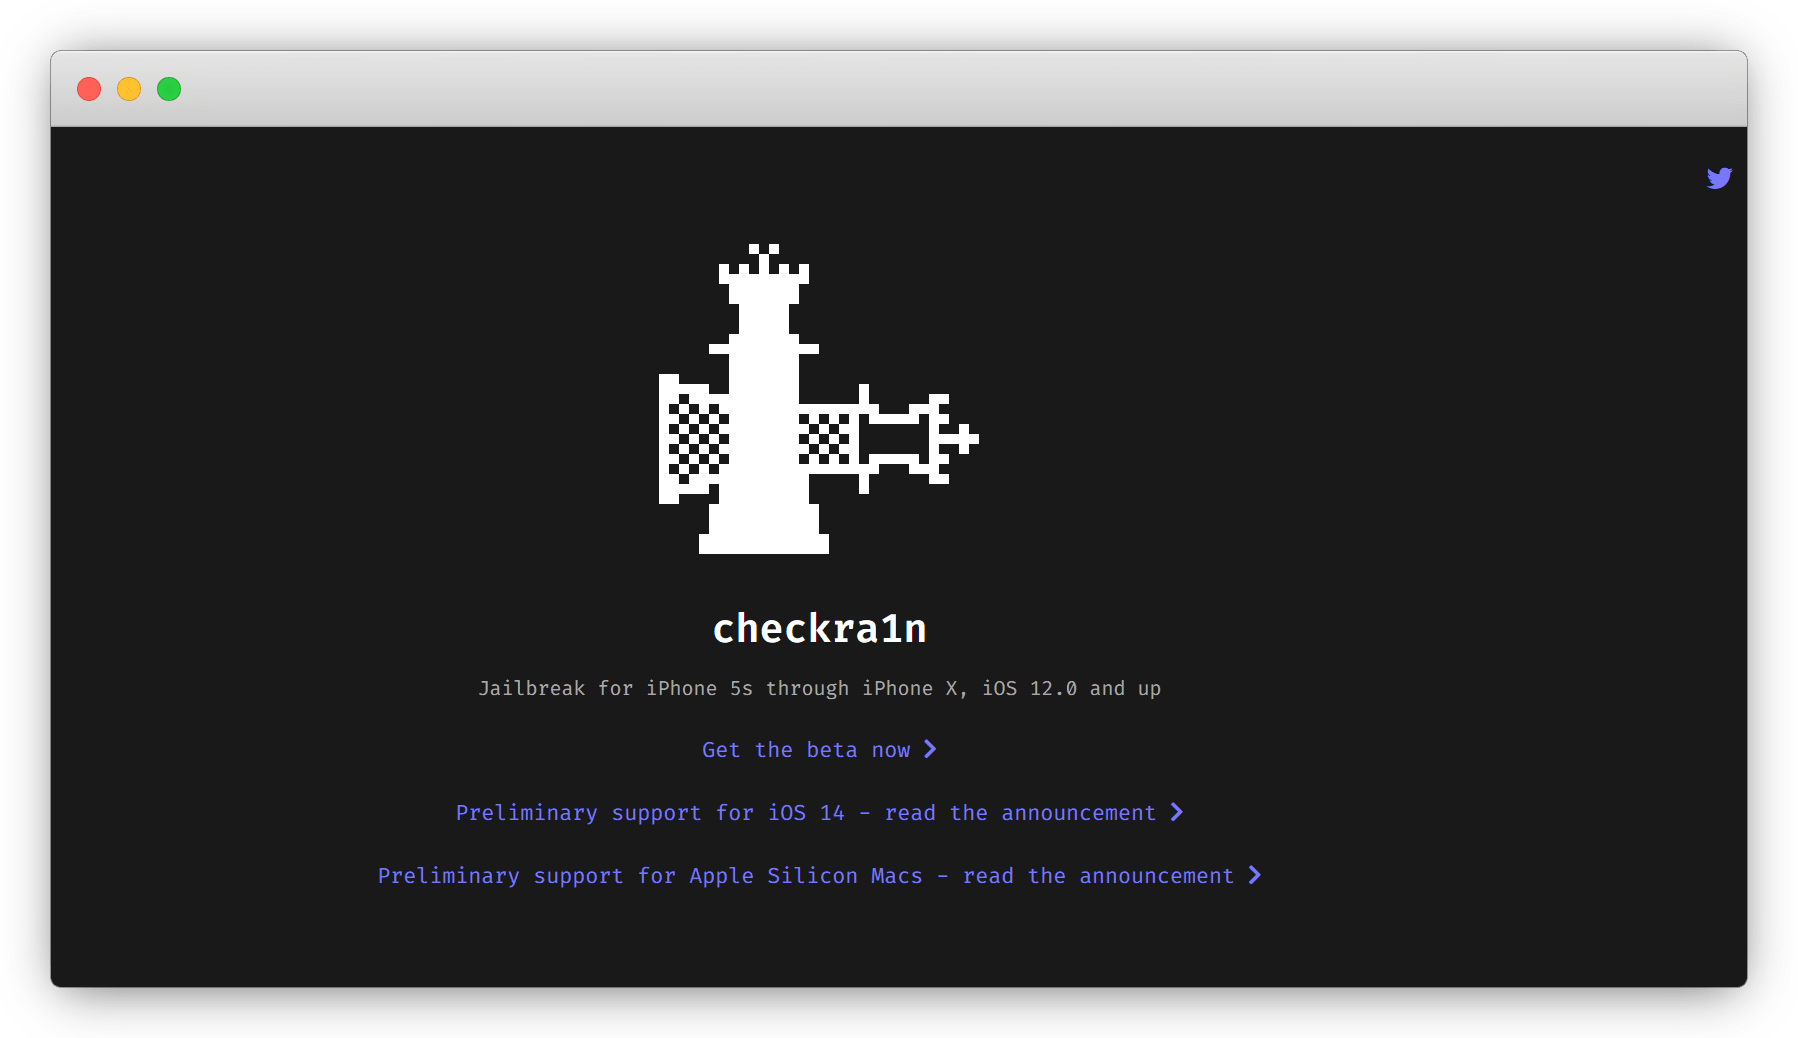 checkra1n
Jailbreak for iPhone 5s through iPhone X, iOS 12.0 and up
Get the beta now
Preliminary support for iOS 14 - read the announcement
Preliminary support for Apple Silicon Macs - read the announcement